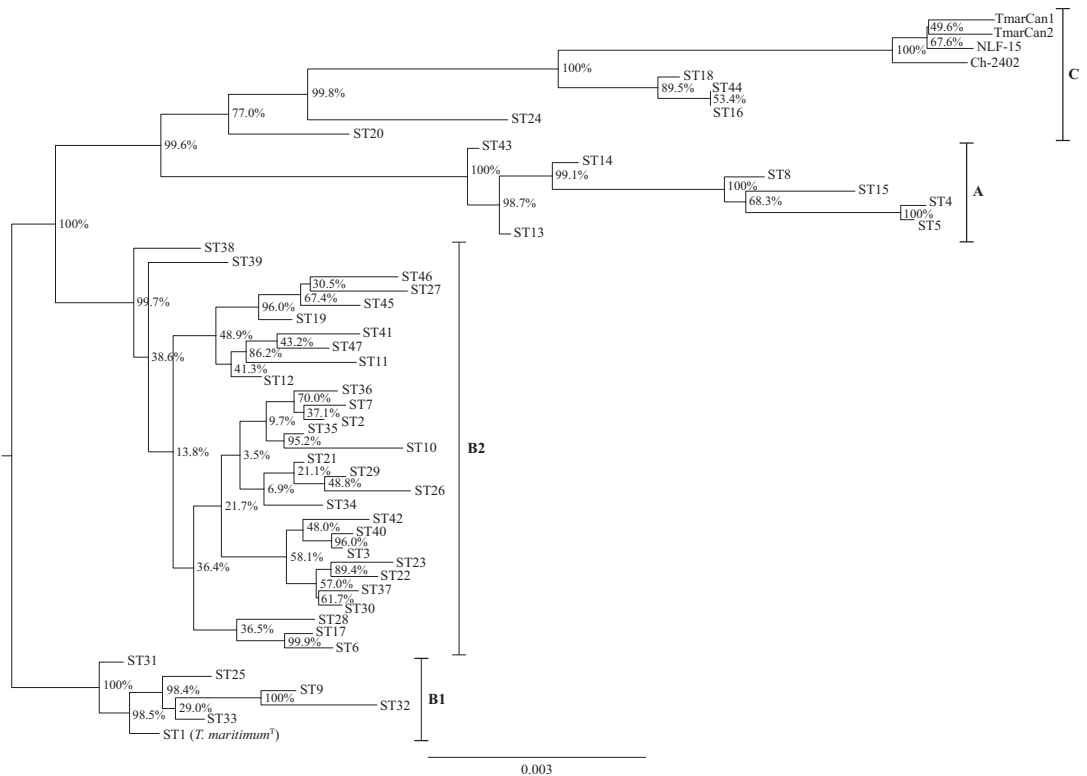 TmarCan1
49.6%
TmarCan2
67.6%
NLF-15
100%
Ch-2402
C
100%
ST18
89.5%
ST44
53.4%
ST16
99.8%
77.0%
ST24
ST20
99.6%
ST43
100%
ST14
99.1%
ST8
100%
ST15
68.3%
ST4
100%
ST5
A
98.7%
ST13
100%
ST38
ST39
99.7%
ST46
30.5%
ST27
67.4%
ST45
96.0%
ST19
48.9%
ST41
43.2%
ST47
86.2%
ST11
41.3%
ST12
38.6%
ST36
70.0%
ST7
37.1%
ST2
9.7%
ST35
95.2%
ST10
B2
13.8%
3.5%
ST21
21.1%
ST29
48.8%
ST26
6.9%
ST34
21.7%
ST42
48.0%
ST40
96.0%
ST3
58.1%
ST23
89.4%
ST22
57.0%
ST37
61.7%
ST30
36.4%
ST28
36.5%
ST17
99.9%
ST6
ST31
100%
ST25
98.4%
ST9
100%
ST32
B1
29.0%
ST33
98.5%
ST1 (T. maritimumᵀ)
0.003